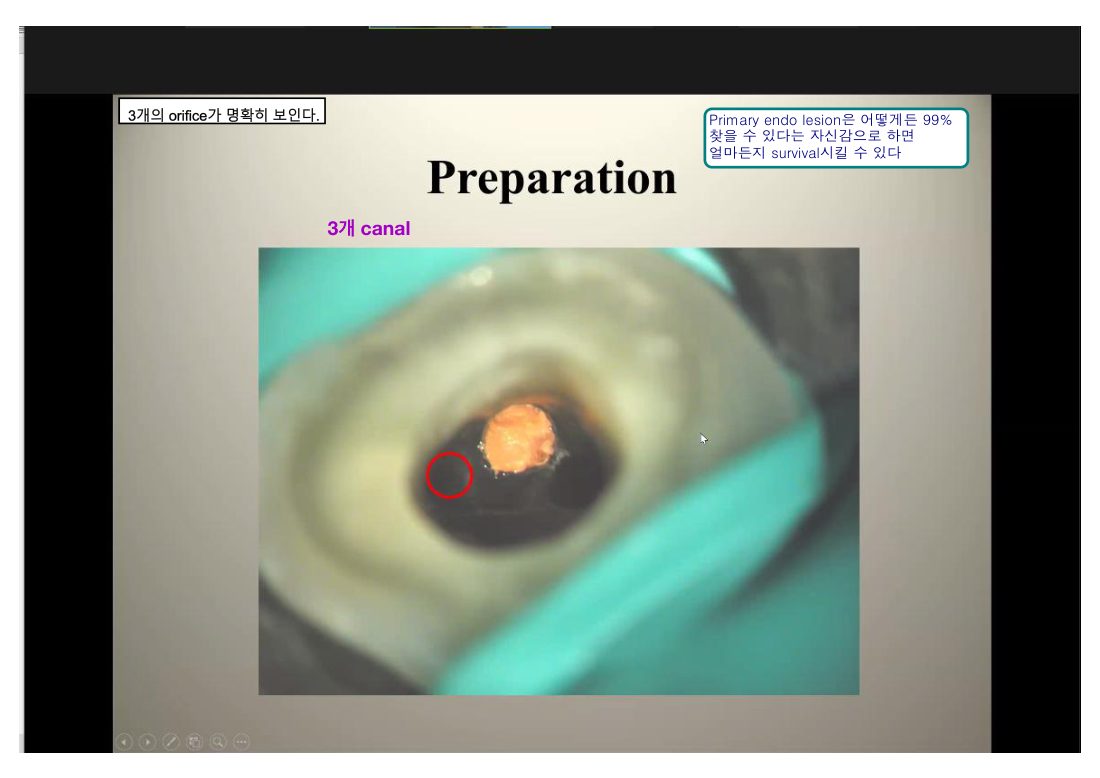 3개의 orifice가 명확히 보인다.
Primary endo lesion은 어떻게든 99%
찾을 수 있다는 자신감으로 하면
얼마든지 survival시킬 수 있다
Preparation
3개 canal